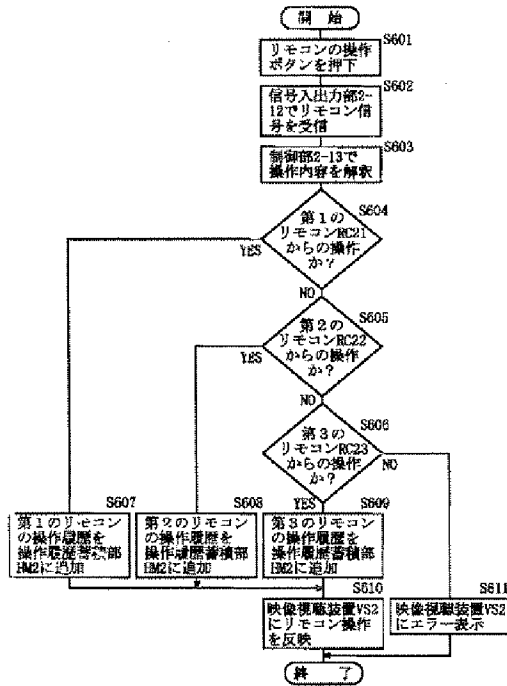 開 始
S601
リモコンの操作
ボタンを押下
S602
信号入出力部2-
12でリモコン信
号を受信
S603
制御部2-13で
操作内容を解釈
S604
第1の
リモコンRC21
からの操作
か?
YES
NO
S605
第2の
リモコンRC22
からの操作
か?
YES
NO
S606
第3の
リモコンRC23
からの操作
か?
NO
YES
S607
第1のリモコン
の操作履歴を
操作履歴蓄積部
HM2に追加
S608
第2のリモコン
の操作履歴を
操作履歴蓄積部
HM2に追加
S609
第3のリモコン
の操作履歴を
操作履歴蓄積部
HM2に追加
S610
映像視聴装置VS2
にリモコン操作
を反映
S611
映像視聴装置VS2
にエラー表示
終 了